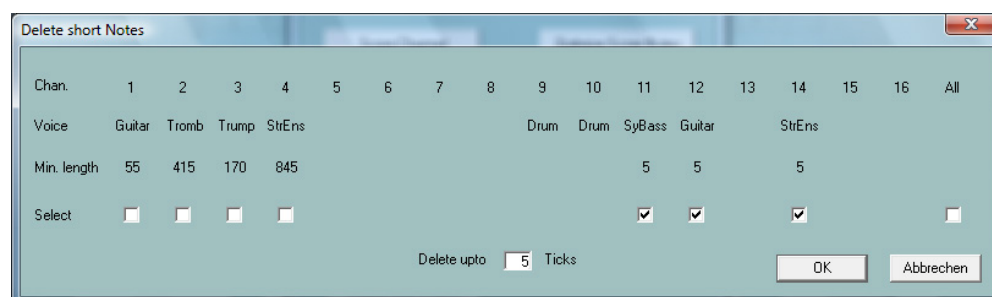 Delete short Notes
Chan. 1 2 3 4 5 6 7 8 9 10 11 12 13 14 15 16 All
Voice Guitar Tromb Trump StrEns Drum Drum SyBass Guitar StrEns
Min. length 55 415 170 845 5 5 5
Select
Delete upto 5 Ticks
OK Abbrechen